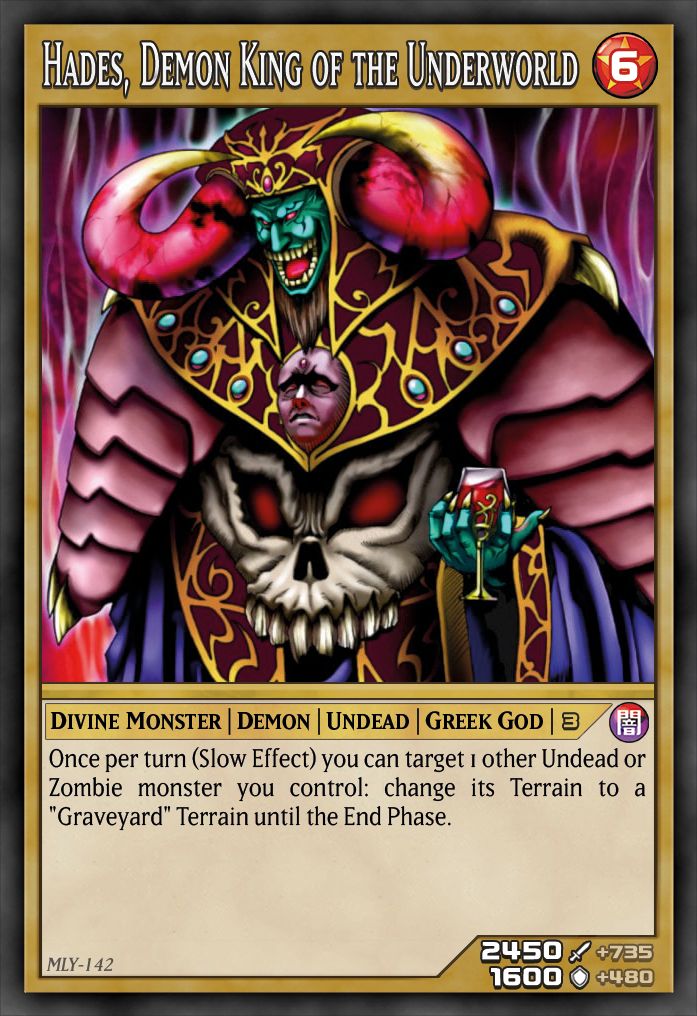 Hades, Demon King of the Underworld
6
Divine Monster | Demon | Undead | Greek God | 3
闇
Once per turn (Slow Effect) you can target 1 other Undead or
Zombie monster you control: change its Terrain to a
"Graveyard" Terrain until the End Phase.
2450 +735
MLY-142
1600 +480